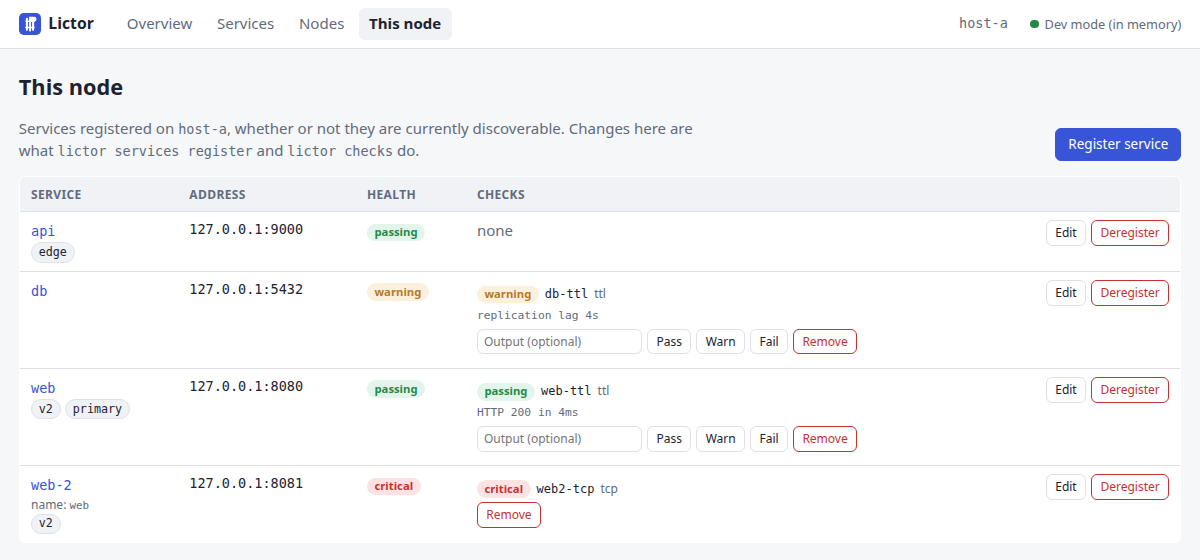 Lictor Overview Services Nodes This node host-a Dev mode (in memory)
This node
Services registered on host-a, whether or not they are currently discoverable. Changes here are
what lictor services register and lictor checks do.
Register service
SERVICE ADDRESS HEALTH CHECKS
api 127.0.0.1:9000 passing none Edit Deregister
edge
db 127.0.0.1:5432 warning warning db-ttl ttl Edit Deregister
replication lag 4s
Output (optional) Pass Warn Fail Remove
web 127.0.0.1:8080 passing passing web-ttl ttl Edit Deregister
v2 primary HTTP 200 in 4ms
Output (optional) Pass Warn Fail Remove
web-2 127.0.0.1:8081 critical critical web2-tcp tcp Edit Deregister
name: web
v2 Remove